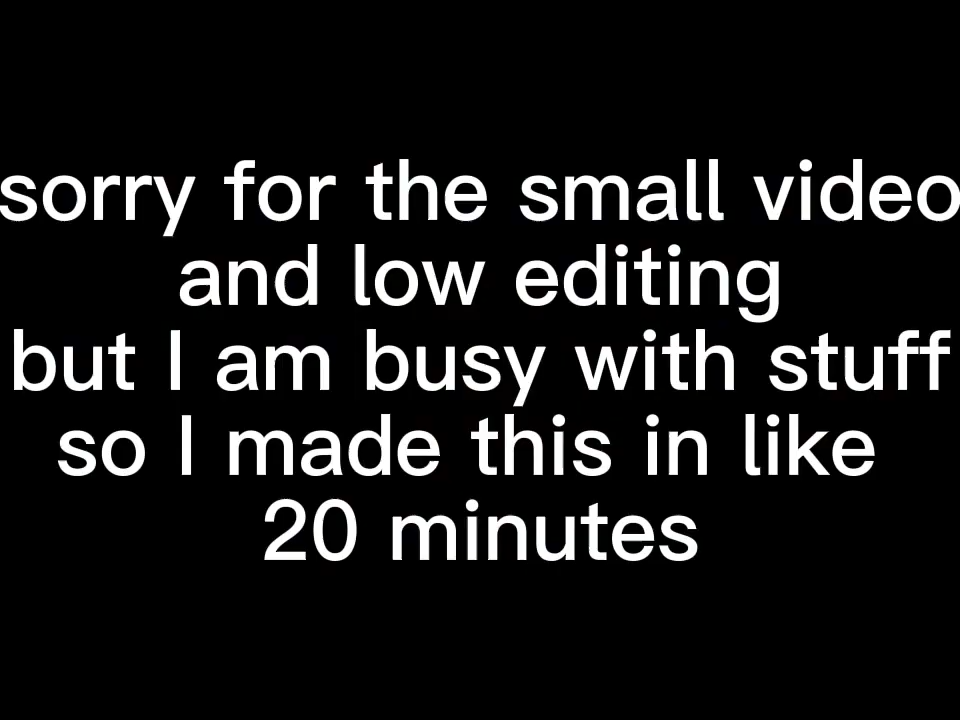 sorry for the small video
and low editing
but I am busy with stuff
so I made this in like
20 minutes